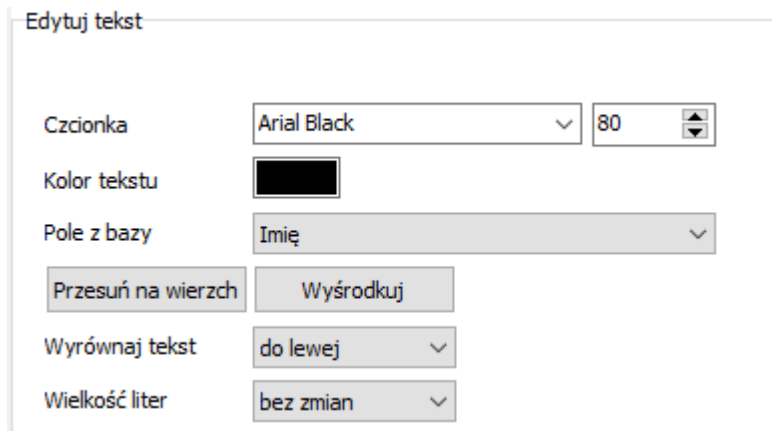 Edytuj tekst
Czcionka Arial Black 80
Kolor tekstu
Pole z bazy Imię
Przesuń na wierzch Wyśrodkuj
Wyrównaj tekst do lewej
Wielkość liter bez zmian